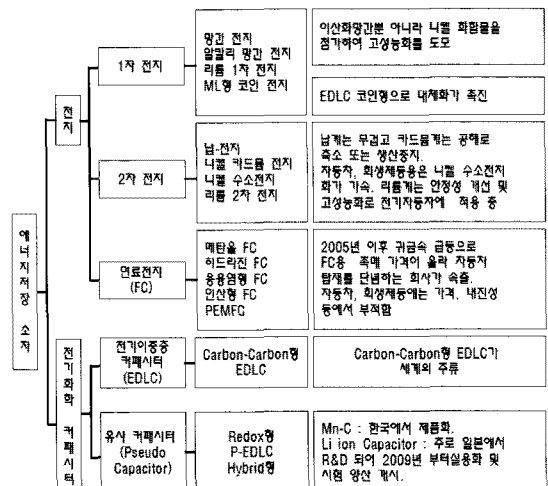 에너지저장 소자
전지
1차 전지
망간 전지
알칼리 망간 전지
리튬 1차 전지
ML형 코인 전지
이산화망간뿐 아니라 니켈 화합물을
첨가하여 고성능화를 도모
EDLC 코인형으로 대체화가 촉진
2차 전지
납-전지
니켈 카드뮴 전지
니켈 수소전지
리튬 2차 전지
납계는 무겁고 카드뮴계는 공해로
축소 또는 생산중지.
자동차, 회생제동용은 니켈 수소전지
화가 가속. 리튬계는 안정성 개선 및
고성능화로 전기자동차에 적용 중
연료전지
(FC)
메탄올 FC
히드라진 FC
용융염형 FC
인산형 FC
PEMFC
2005년 이후 귀금속 급등으로
FC용 촉매 가격이 올라 자동차
탑재를 단념하는 회사가 속출.
자동차, 회생제동에는 가격, 내진성
등에서 부적합
전기화학 커패시터
전기이중층
커패시터
(EDLC)
Carbon-Carbon형
EDLC
Carbon-Carbon형 EDLC가
세계의 주류
유사 커패시터
(Pseudo
Capacitor)
Redox형
P-EDLC
Hybrid형
Mn-C : 한국에서 제품화.
Li ion Capacitor : 주로 일본에서
R&D 되어 2009년 부터실용화 및
시험 양산 개시.